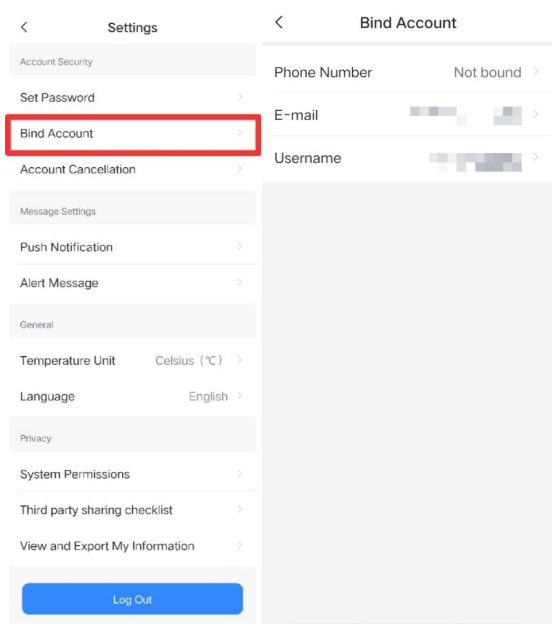 Settings
Account Security
Set Password
Bind Account
Account Cancellation
Message Settings
Push Notification
Alert Message
General
Temperature Unit Celsius (℃)
Language English
Privacy
System Permissions
Third party sharing checklist
View and Export My Information
Log Out
Bind Account
Phone Number Not bound
E-mail
Username